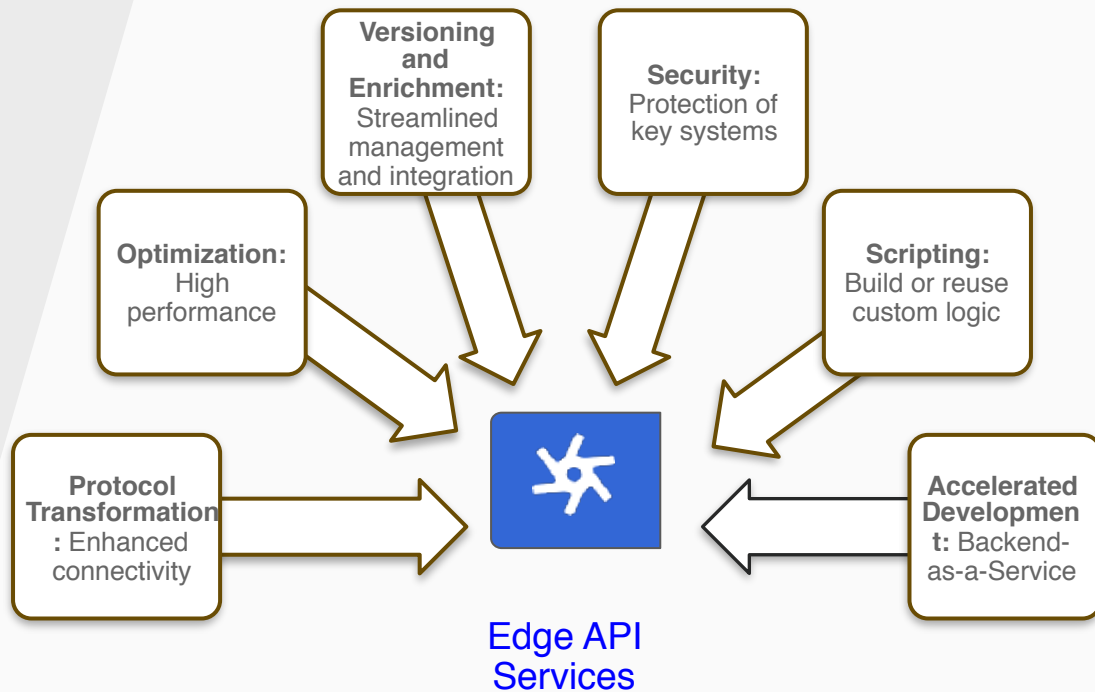 Versioning
and
Enrichment:
Streamlined
management
and integration
Security:
Protection of
key systems
Optimization:
High
performance
Scripting:
Build or reuse
custom logic
Protocol
Transformation
: Enhanced
connectivity
Accelerated
Developmen
t: Backend-
as-a-Service
Edge API
Services